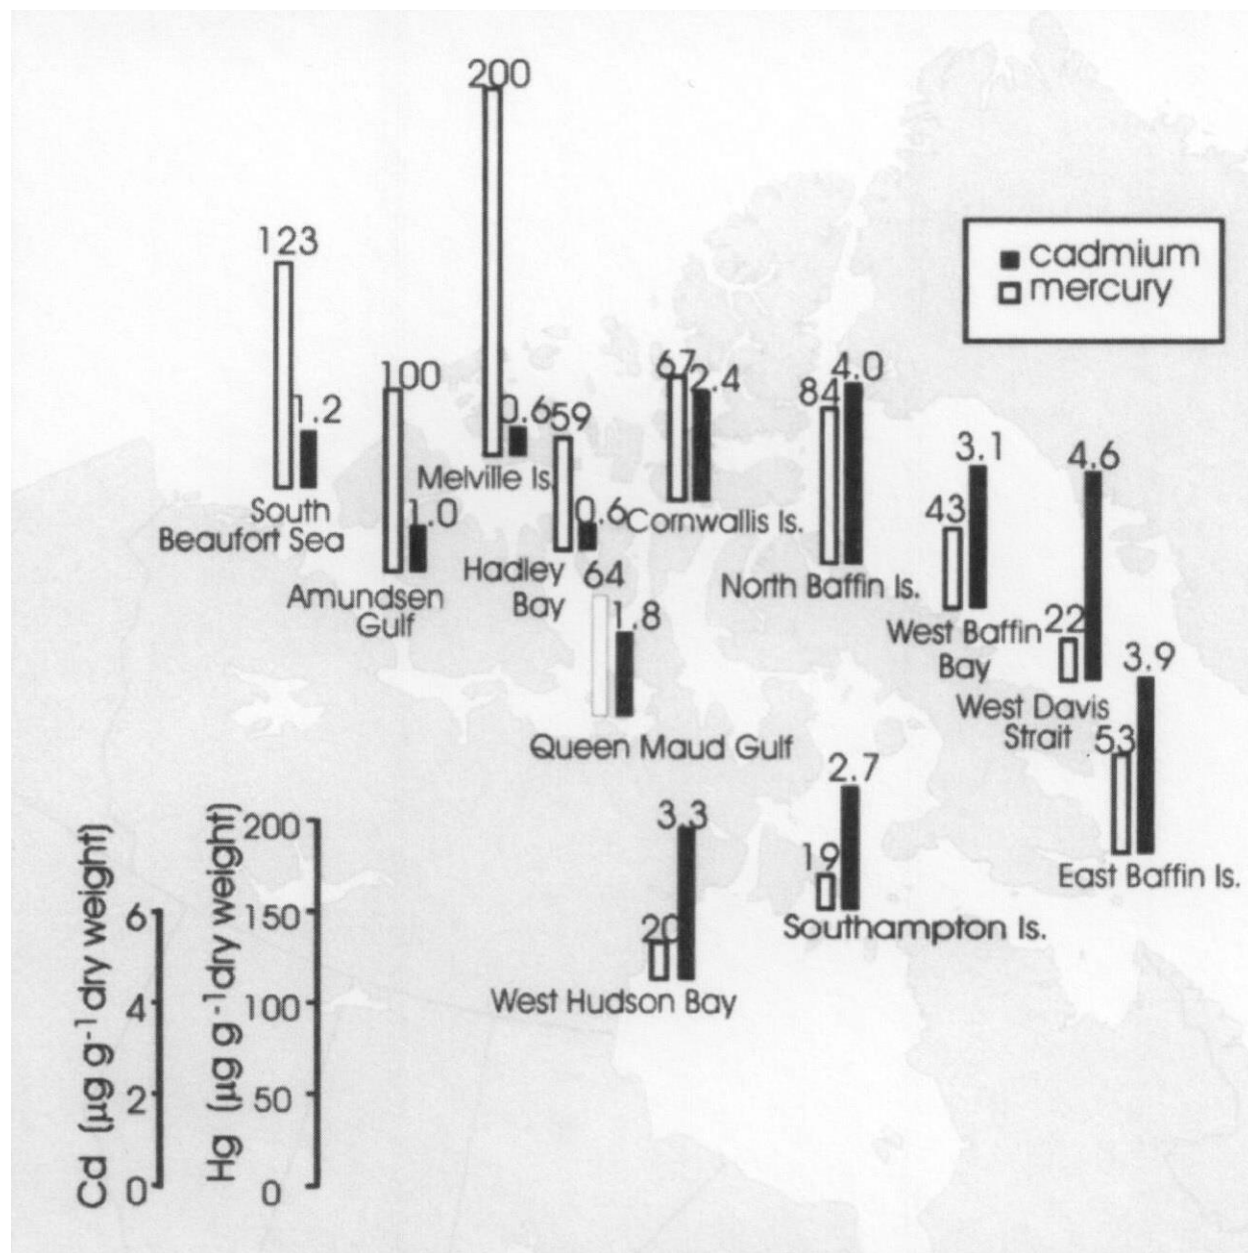 200
123
cadmium
mercury
100
1.2
67
2.4
84
4.0
0.6
59
3.1
4.6
43
Melville Is.
South
Beaufort Sea
1.0
0.6
Cornwallis Is.
Hadley
Bay
64
North Baffin Is.
Amundsen
Gulf
1.8
West Baffin
Bay
22
3.9
West Davis
Strait
53
Queen Maud Gulf
2.7
3.3
19
East Baffin Is.
20
Southampton Is.
West Hudson Bay
Cd (µg g-1 dry weight)
6
4
2
0
Hg (µg g-1 dry weight)
200
150
100
50
0